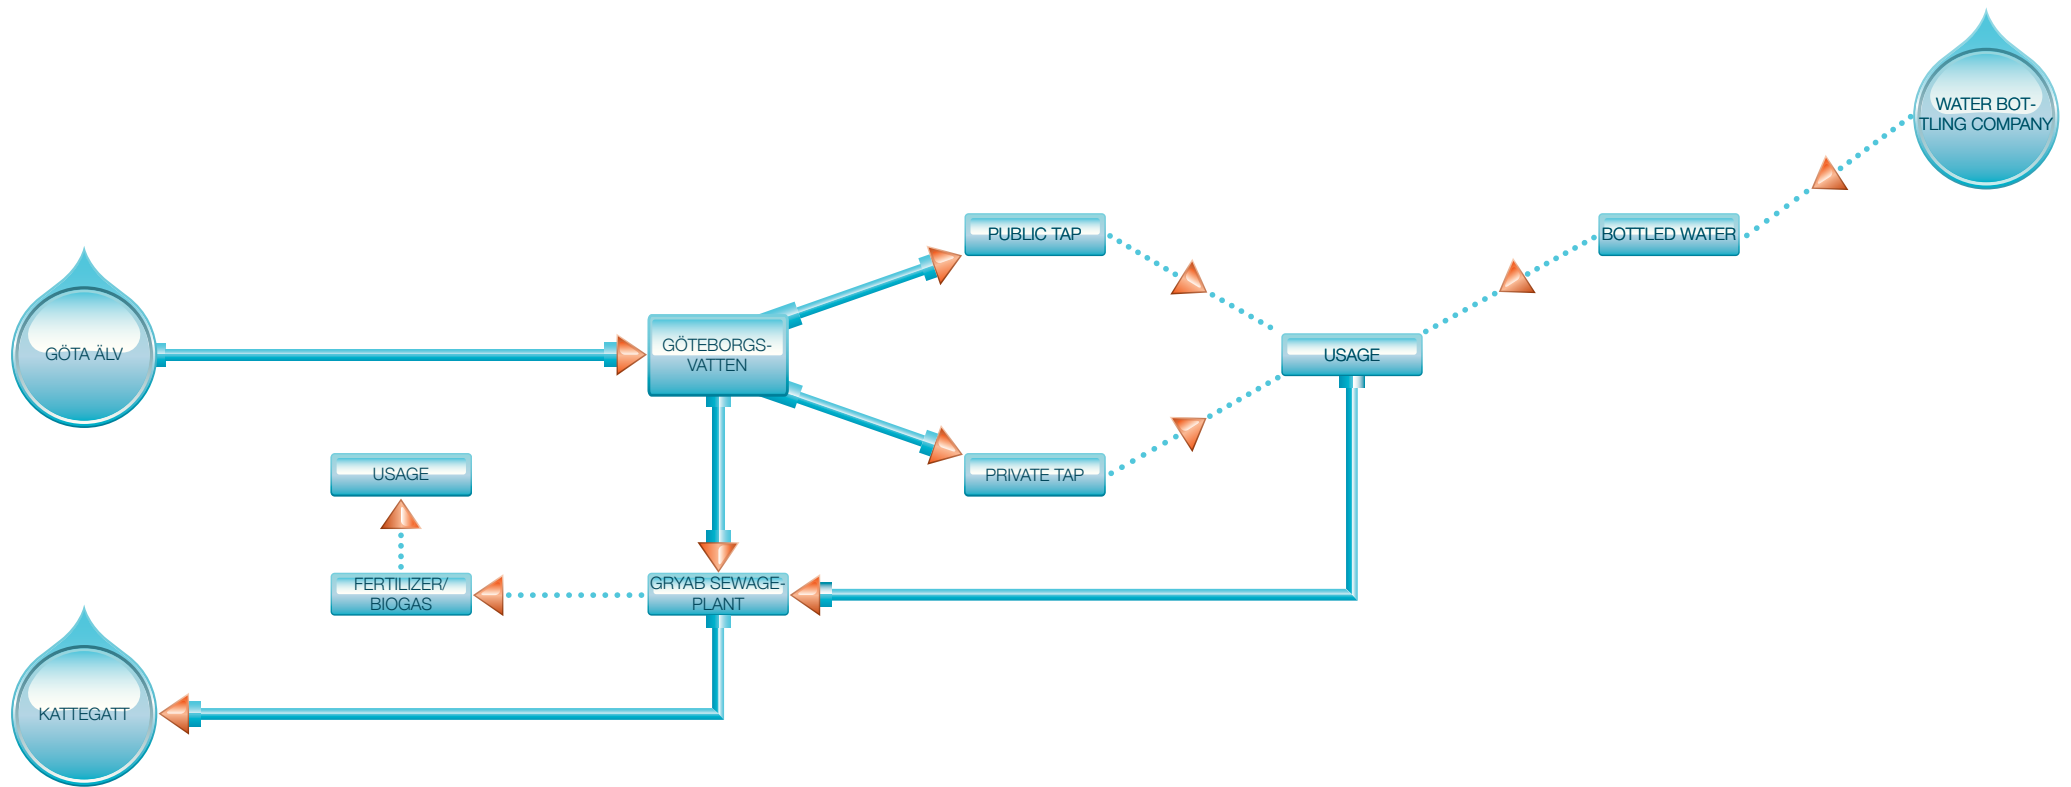 WATER BOT-
TLING COMPANY
PUBLIC TAP
BOTTLED WATER
GÖTA ÄLV
GÖTEBORGS-
VATTEN
USAGE
USAGE
PRIVATE TAP
FERTILIZER/
BIOGAS
GRYAB SEWAGE-
PLANT
KATTEGATT